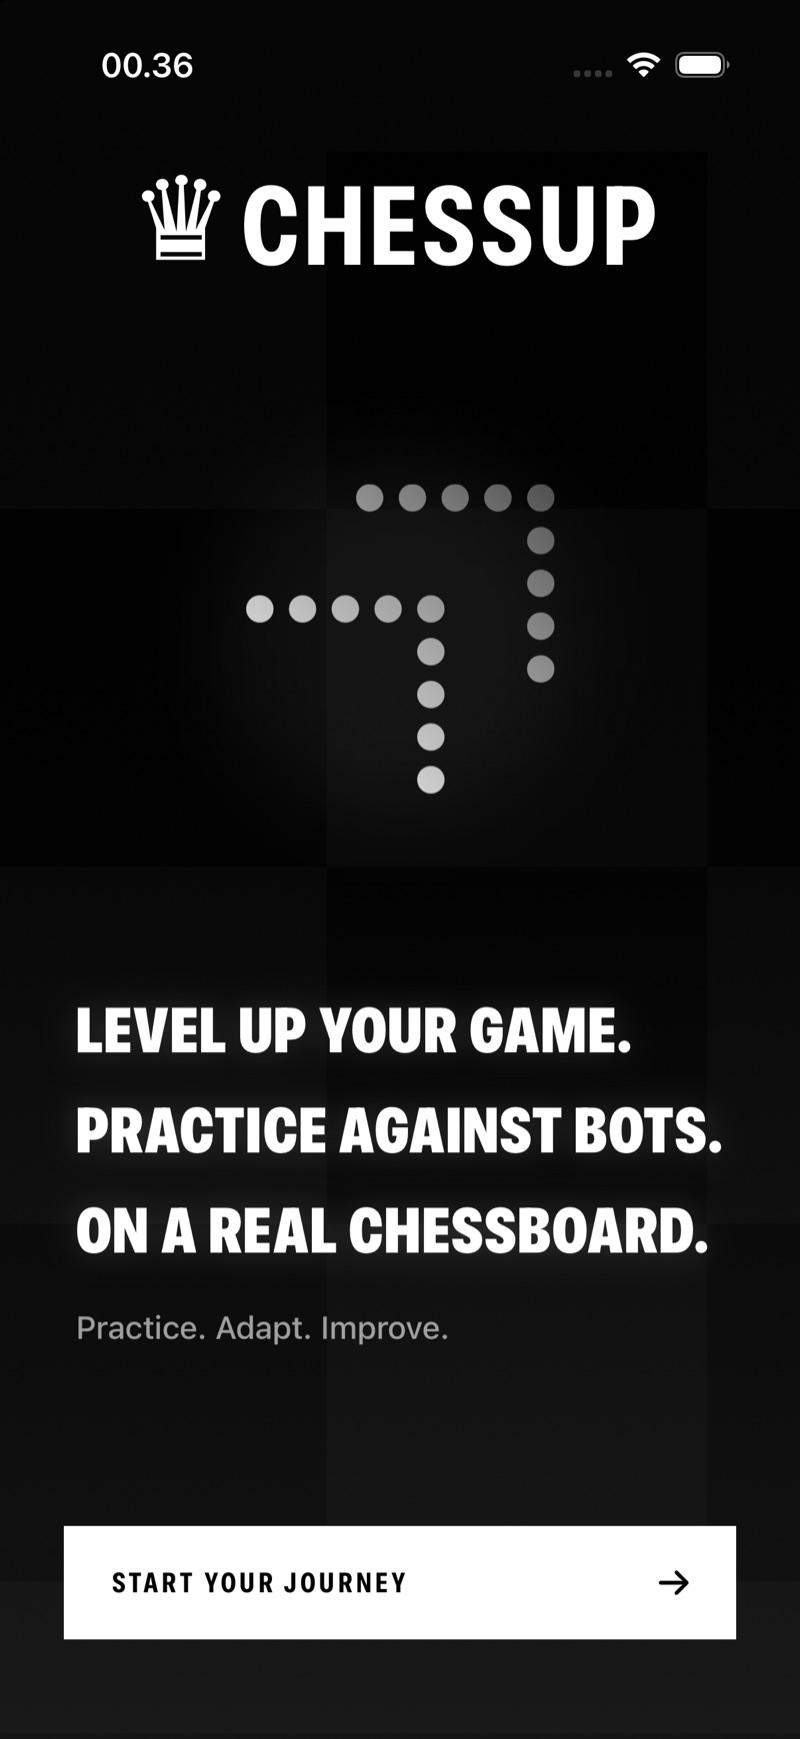 00.36
CHESSUP
LEVEL UP YOUR GAME.
PRACTICE AGAINST BOTS.
ON A REAL CHESSBOARD.
Practice. Adapt. Improve.
START YOUR JOURNEY